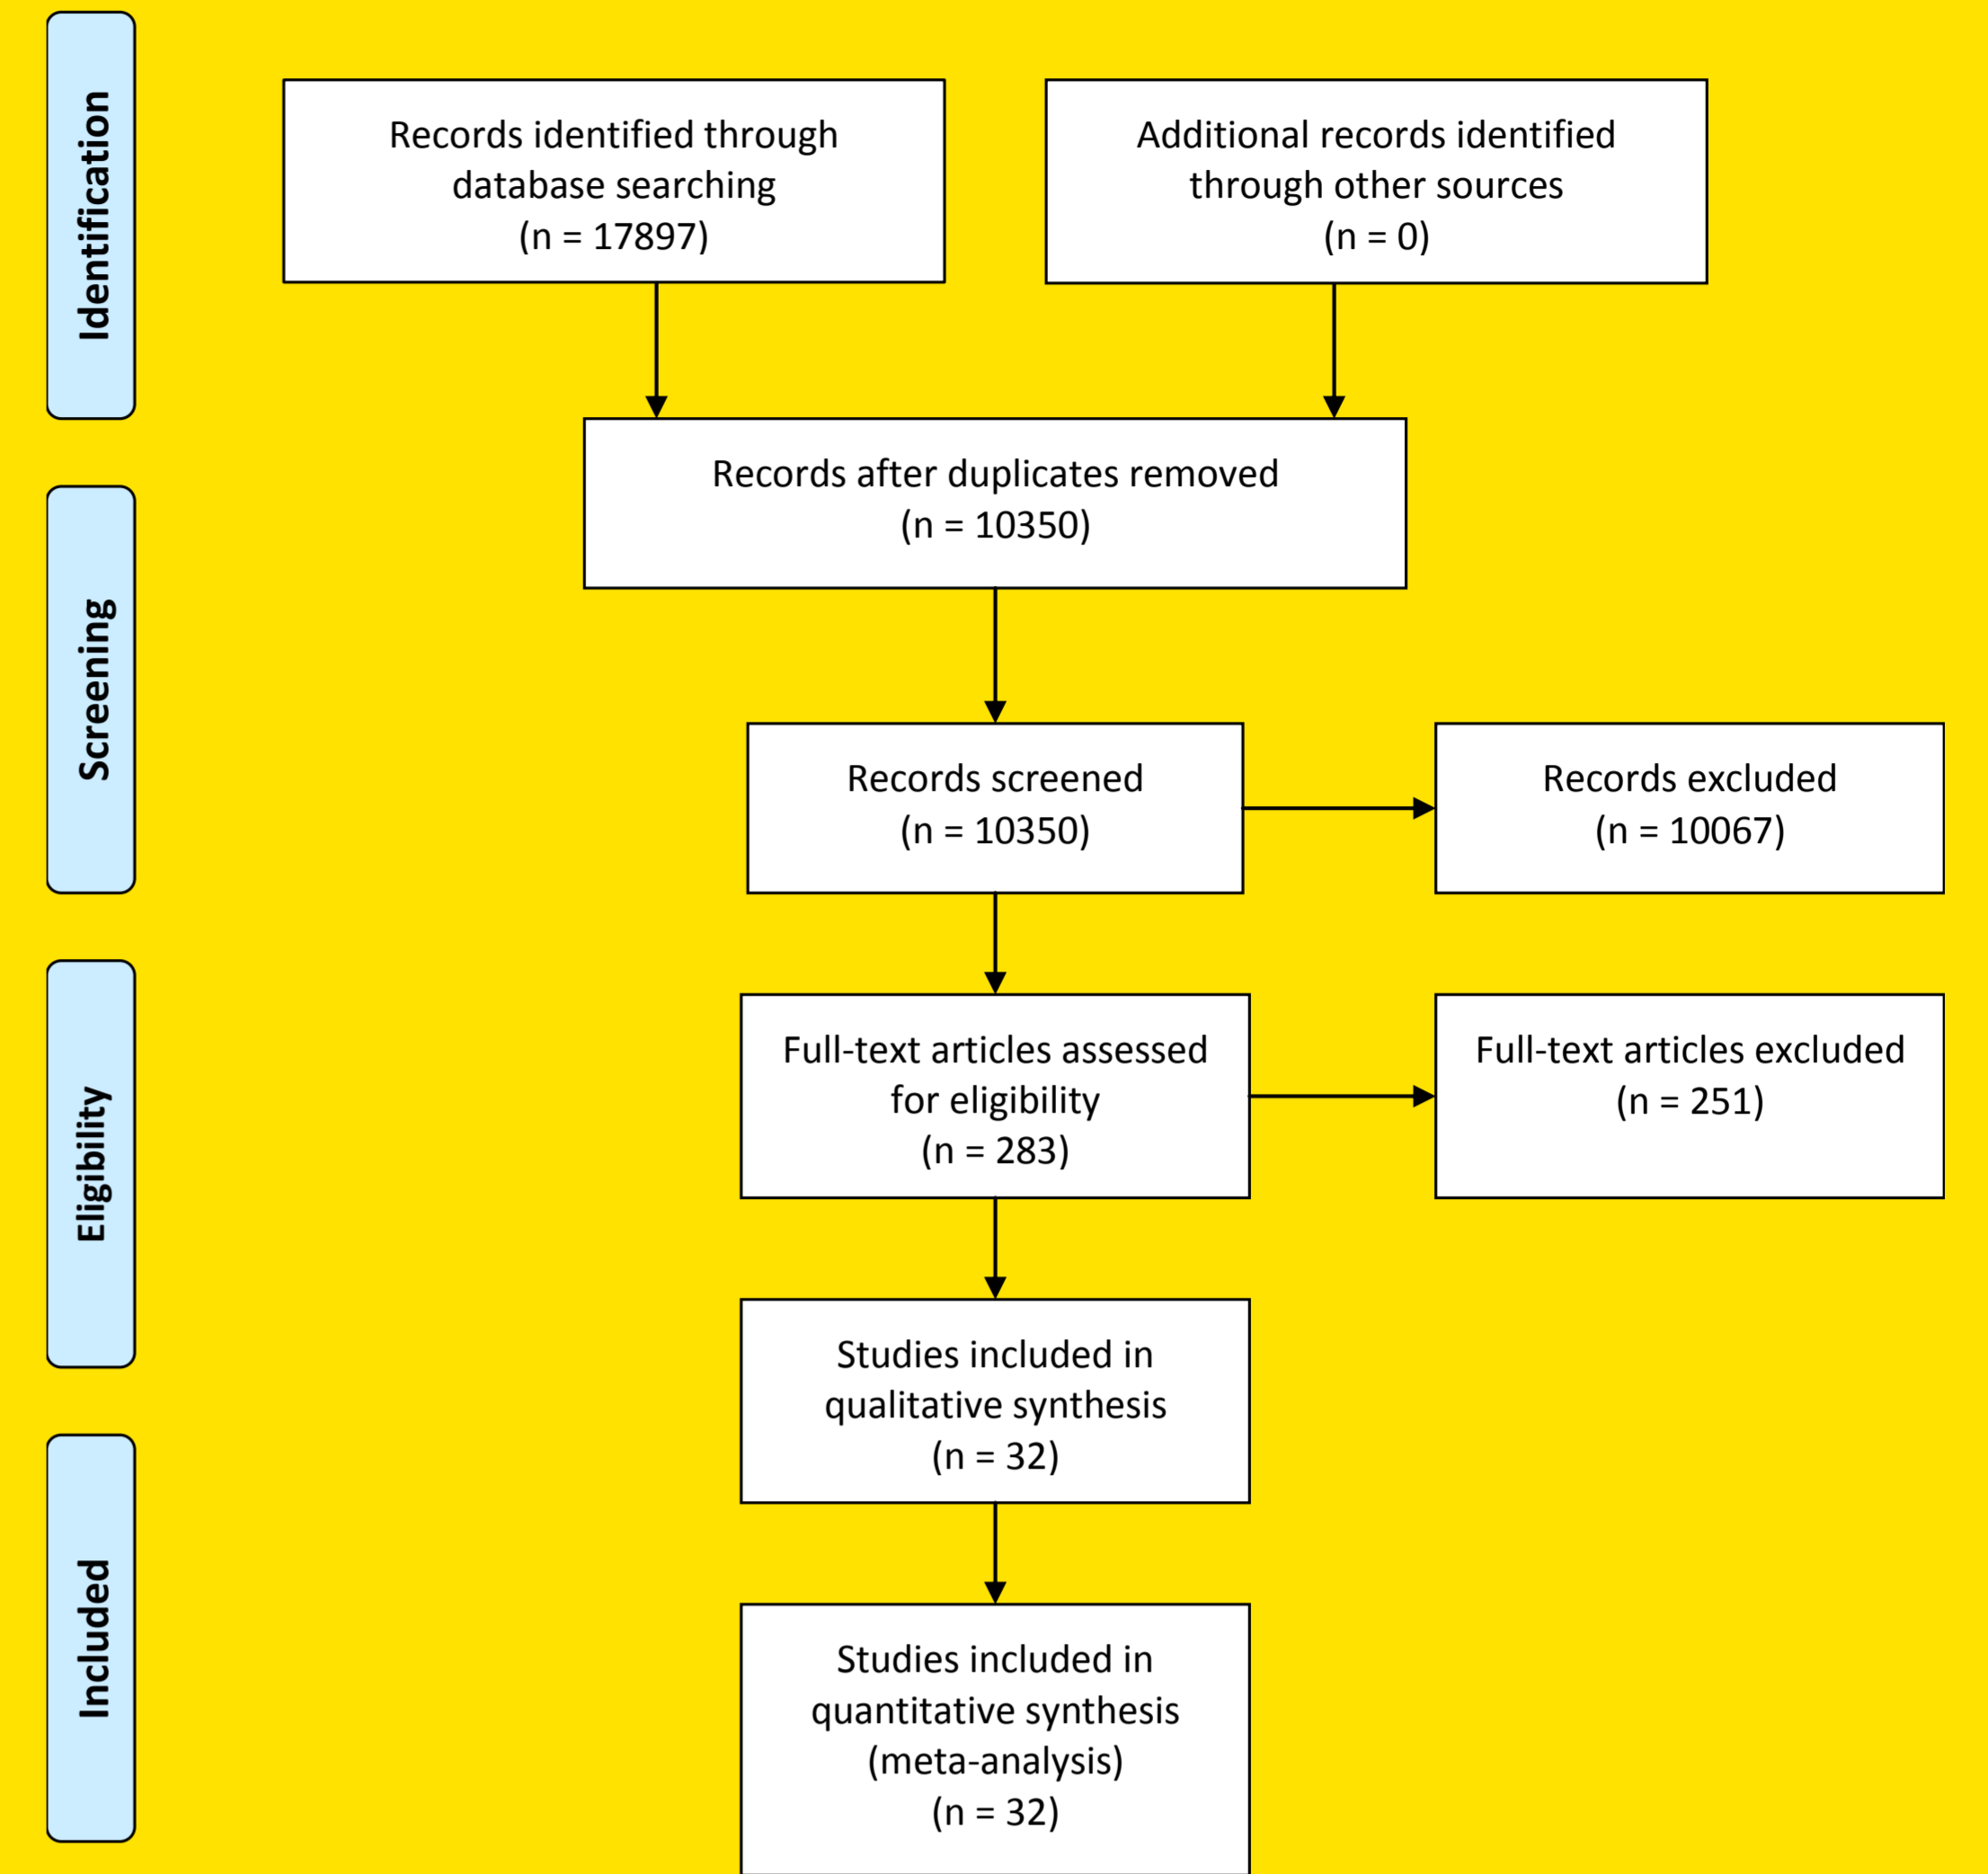 Identification
Records identified through
database searching
(n = 17897)
Additional records identified
through other sources
(n = 0)
Records after duplicates removed
(n = 10350)
Screening
Records screened
(n = 10350)
Records excluded
(n = 10067)
Eligibility
Full-text articles assessed
for eligibility
(n = 283)
Full-text articles excluded
(n = 251)
Studies included in
qualitative synthesis
(n = 32)
Included
Studies included in
quantitative synthesis
(meta-analysis)
(n = 32)